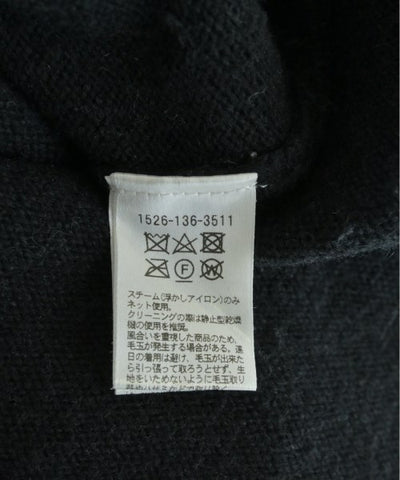 1526-136-3511
F W
スチーム(浮かしアイロン)のみ
ネット使用。
クリーニングの際は静止型乾燥
機の使用を推奨。
風合いを重視した商品のため、
毛玉が発生する場合がある。連
日の着用は避け、毛玉が出来た
ら引っ張って取ろうとせず、生
地をいためないように毛玉取り